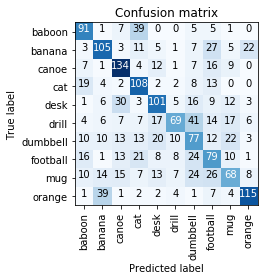 Confusion matrix
True label
baboon 91 1 7 39 0 0 5 5 1 0
banana 3 105 3 11 5 1 7 27 5 22
canoe 7 1 134 4 12 1 7 16 9 0
cat 19 4 2 108 2 2 8 13 0 0
desk 1 6 30 3 101 5 16 9 12 3
drill 4 6 7 7 17 69 41 14 17 6
dumbbell 10 10 13 13 20 10 77 12 22 3
football 16 1 13 21 8 8 24 79 10 1
mug 10 14 15 7 13 7 24 26 68 8
orange 1 39 1 2 2 4 1 7 4 115
baboon banana canoe cat desk drill dumbbell football mug orange
Predicted label